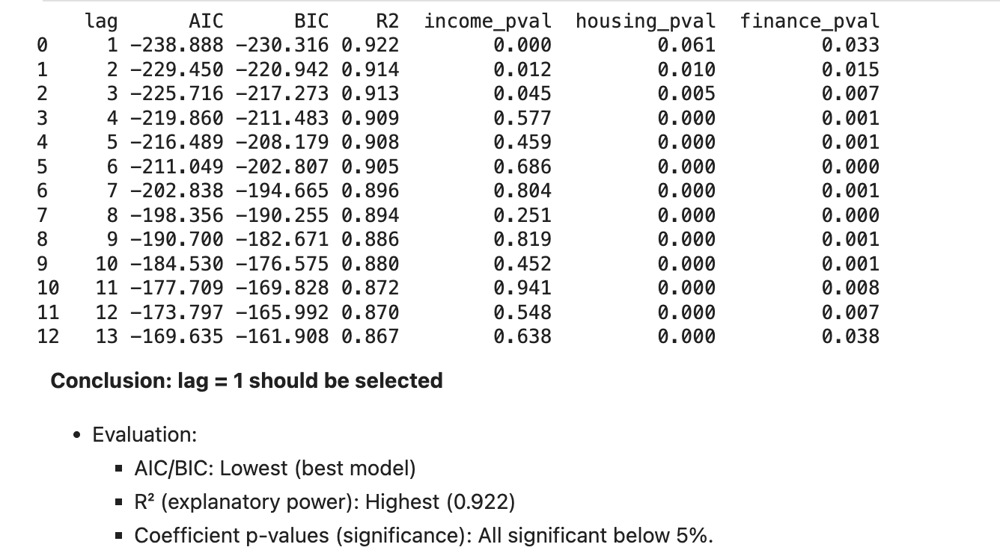 lag AIC BIC R2 income_pval housing_pval finance_pval
0 1 −238.888 −230.316 0.922 0.000 0.061 0.033
1 2 −229.450 −220.942 0.914 0.012 0.010 0.015
2 3 −225.716 −217.273 0.913 0.045 0.005 0.007
3 4 −219.860 −211.483 0.909 0.577 0.000 0.001
4 5 −216.489 −208.179 0.908 0.459 0.000 0.001
5 6 −211.049 −202.807 0.905 0.686 0.000 0.000
6 7 −202.838 −194.665 0.896 0.804 0.000 0.001
7 8 −198.356 −190.255 0.894 0.251 0.000 0.000
8 9 −190.700 −182.671 0.886 0.819 0.000 0.001
9 10 −184.530 −176.575 0.880 0.452 0.000 0.001
10 11 −177.709 −169.828 0.872 0.941 0.000 0.008
11 12 −173.797 −165.992 0.870 0.548 0.000 0.007
12 13 −169.635 −161.908 0.867 0.638 0.000 0.038
Conclusion: lag = 1 should be selected
• Evaluation:
▪ AIC/BIC: Lowest (best model)
▪ R² (explanatory power): Highest (0.922)
▪ Coefficient p-values (significance): All significant below 5%.